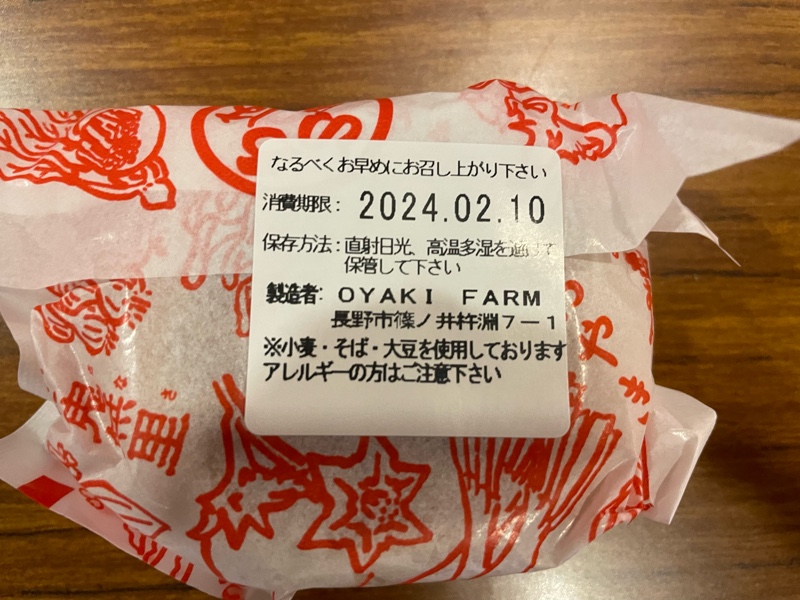 なるべくお早めにお召し上がり下さい
消費期限: 2024.02.10
保存方法:直射日光、高温多湿を避けて
保管して下さい
製造者: OYAKI FARM
長野市篠ノ井杵淵7-1
※小麦・そば・大豆を使用しております
アレルギーの方はご注意下さい
里
やき